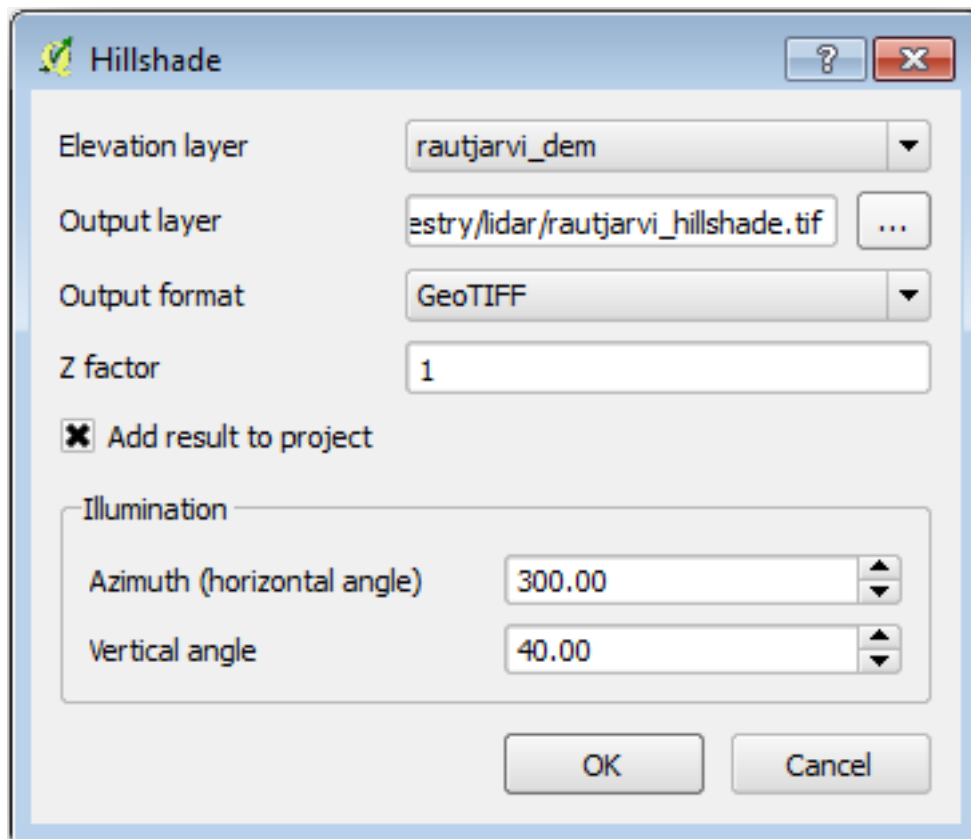 Hillshade
?
Elevation layer rautjarvi_dem
Output layer estry/lidar/rautjarvi_hillshade.tif ...
Output format GeoTIFF
Z factor 1
Add result to project
Illumination
Azimuth (horizontal angle) 300.00
Vertical angle 40.00
OK Cancel